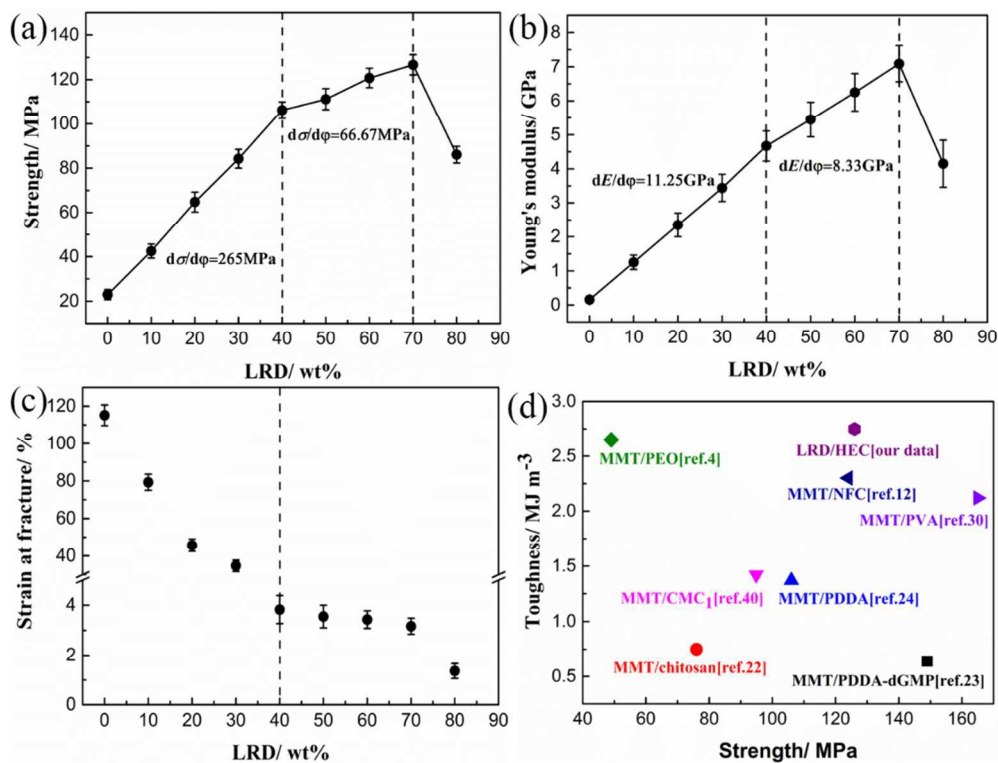 (a)
140
120
100
80
60
40
20
Strength/ MPa
dσ/dφ=66.67MPa
dσ/dφ=265MPa
0 10 20 30 40 50 60 70 80 90
LRD/ wt%
(b)
8
7
6
5
4
3
2
1
0
Young's modulus/ GPa
dE/dφ=11.25GPa
dE/dφ=8.33GPa
0 10 20 30 40 50 60 70 80 90
LRD/ wt%
(c)
120
100
80
60
40
4
2
0
Strain at fracture/ %
0 10 20 30 40 50 60 70 80 90
LRD/ wt%
(d)
3.0
2.5
2.0
1.5
1.0
0.5
Toughness/ MJ m-3
MMT/PEO[ref.4]
LRD/HEC[our data]
MMT/NFC[ref.12]
MMT/PVA[ref.30]
MMT/CMC1[ref.40]
MMT/PDDA[ref.24]
MMT/chitosan[ref.22]
MMT/PDDA-dGMP[ref.23]
40 60 80 100 120 140 160
Strength/ MPa